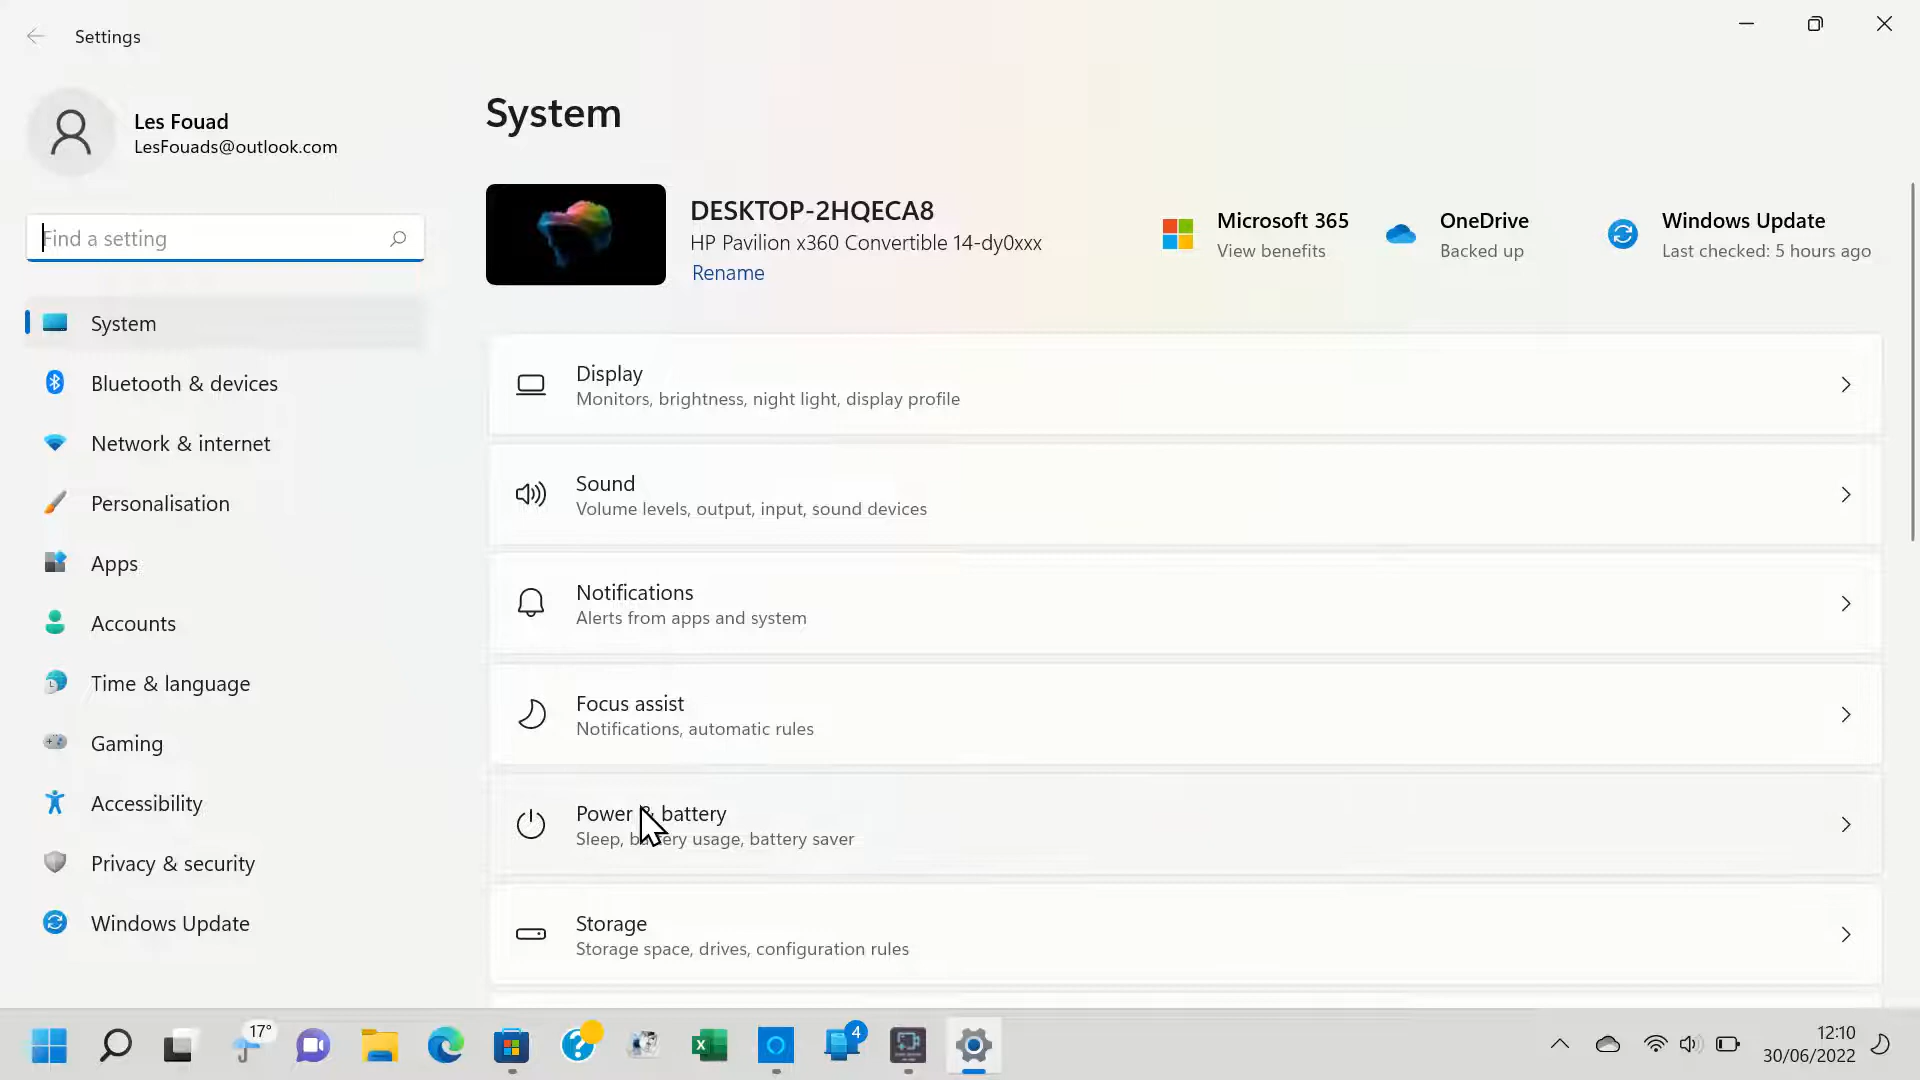 Settings
Les Fouad
LesFouads@outlook.com
Find a setting
System
Bluetooth & devices
Network & internet
Personalisation
Apps
Accounts
Time & language
Gaming
Accessibility
Privacy & security
Windows Update
System
DESKTOP-2HQECA8
HP Pavilion x360 Convertible 14-dy0xxx
Rename
Microsoft 365
View benefits
OneDrive
Backed up
Windows Update
Last checked: 5 hours ago
Display
Monitors, brightness, night light, display profile
Sound
Volume levels, output, input, sound devices
Notifications
Alerts from apps and system
Focus assist
Notifications, automatic rules
Power & battery
Sleep, battery usage, battery saver
Storage
Storage space, drives, configuration rules
17°
4
12:10
30/06/2022